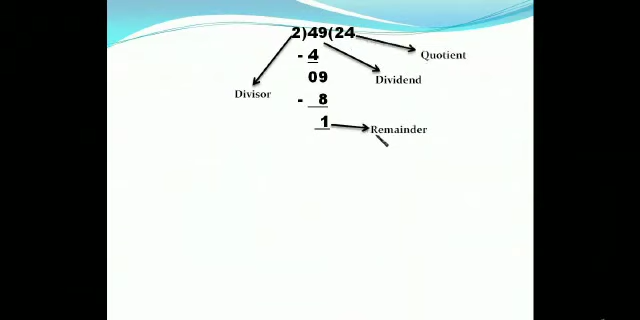 2)49(24
Quotient
- 4
Dividend
09
Divisor
- 8
1
Remainder